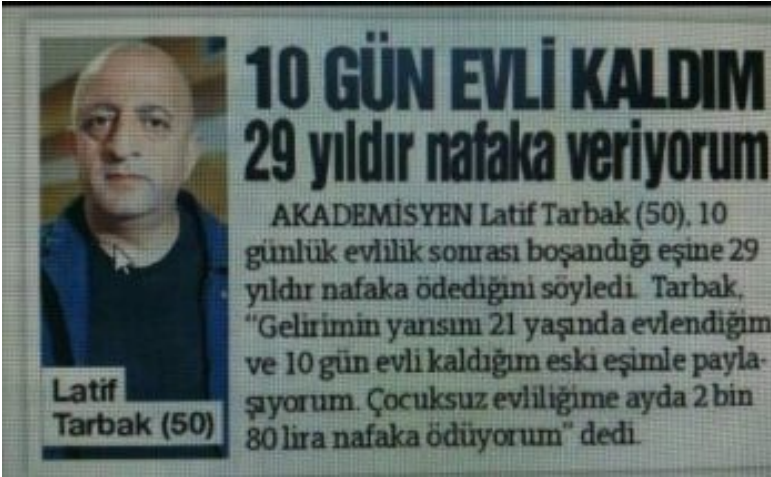 10 GÜN EVLİ KALDIM
29 yıldır nafaka veriyorum
AKADEMİSYEN Latif Tarbak (50), 10
günlük evlilik sonrası boşandığı eşine 29
yıldır nafaka ödediğini söyledi. Tarbak,
"Gelirimin yarısını 21 yaşında evlendiğim
ve 10 gün evli kaldığım eski eşimle payla-
şıyorum. Çocuksuz evliliğime ayda 2 bin
80 lira nafaka ödüyorum" dedi.
Latif
Tarbak (50)